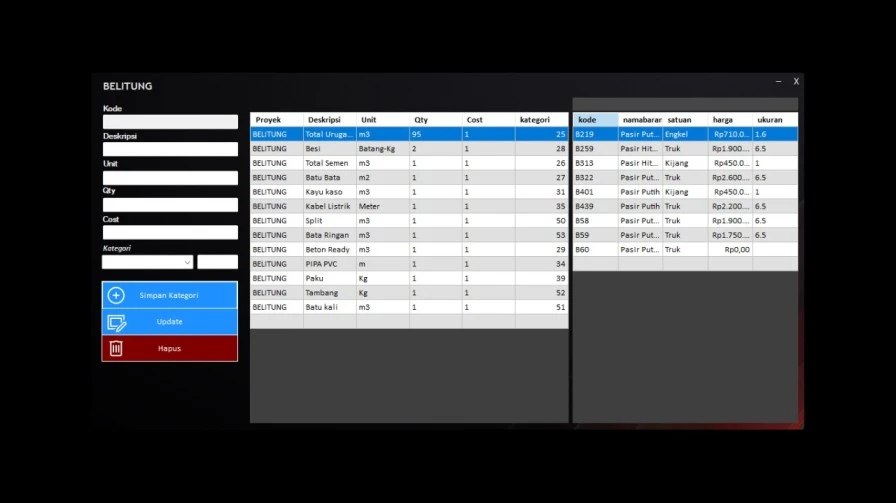 BELITUNG
– X
Kode
Deskripsi
Unit
Qty
Cost
Kategori
Simpan Kategori
Update
Hapus
Proyek Deskripsi Unit Qty Cost kategori
BELITUNG Total Uruga... m3 95 1 25
BELITUNG Besi Batang-Kg 2 1 28
BELITUNG Total Semen m3 1 1 26
BELITUNG Batu Bata m2 1 1 27
BELITUNG Kayu kaso m3 1 1 31
BELITUNG Kabel Listrik Meter 1 1 35
BELITUNG Split m3 1 1 50
BELITUNG Bata Ringan m3 1 1 53
BELITUNG Beton Ready m3 1 1 29
BELITUNG PIPA PVC m 1 1 34
BELITUNG Paku Kg 1 1 39
BELITUNG Tambang Kg 1 1 52
BELITUNG Batu kali m3 1 1 51
kode namabaran satuan harga ukuran
B219 Pasir Put... Engkel Rp710.0... 1.6
B259 Pasir Hit... Truk Rp1.900.... 6.5
B313 Pasir Hit... Kijang Rp450.0... 1
B322 Pasir Put... Truk Rp2.600.... 6.5
B401 Pasir Putih Kijang Rp450.0... 1
B439 Pasir Putih Truk Rp2.200.... 6.5
B58 Pasir Put... Truk Rp1.900.... 6.5
B59 Pasir Put... Truk Rp1.750.... 6.5
B60 Pasir Put... Truk Rp0,00